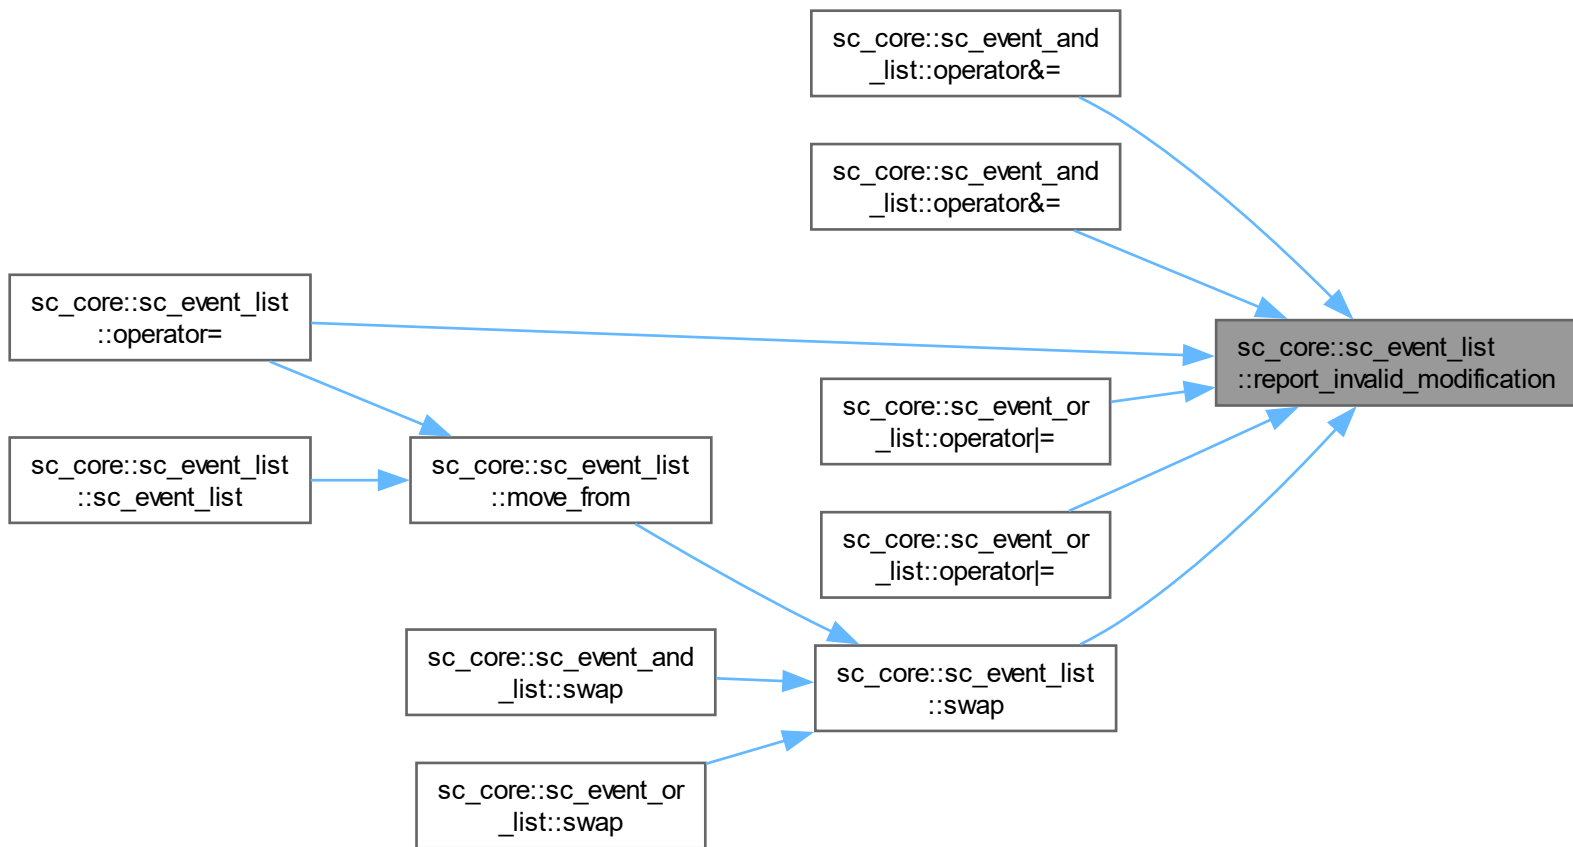 sc_core::sc_event_and
_list::operator&=
sc_core::sc_event_and
_list::operator&=
sc_core::sc_event_list
::operator=
sc_core::sc_event_list
::report_invalid_modification
sc_core::sc_event_or
_list::operator|=
sc_core::sc_event_list
::sc_event_list
sc_core::sc_event_list
::move_from
sc_core::sc_event_or
_list::operator|=
sc_core::sc_event_and
_list::swap
sc_core::sc_event_list
::swap
sc_core::sc_event_or
_list::swap